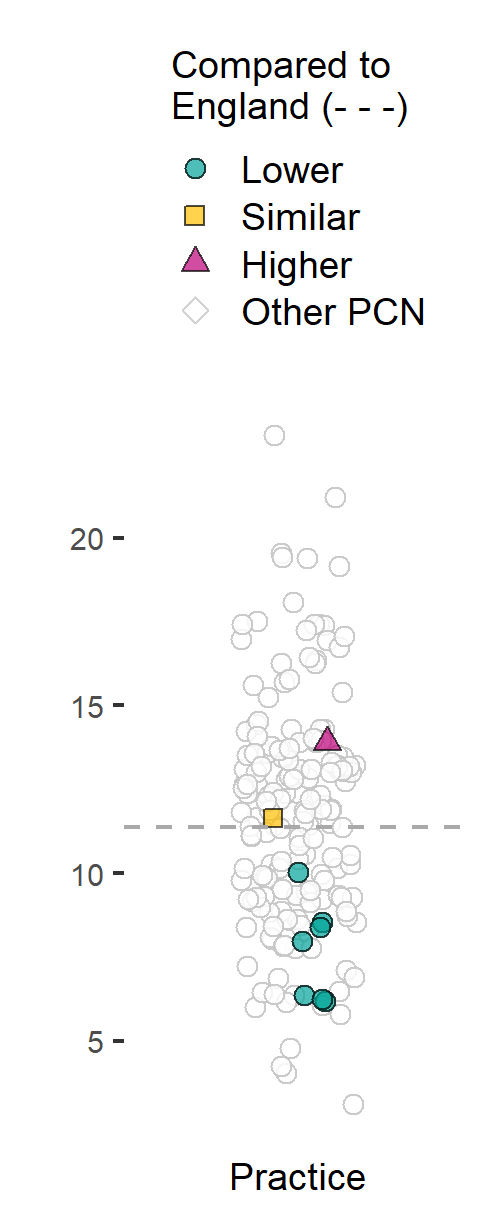 Compared to
England (- - -)
Lower
Similar
Higher
Other PCN
20
15
10
5
Practice